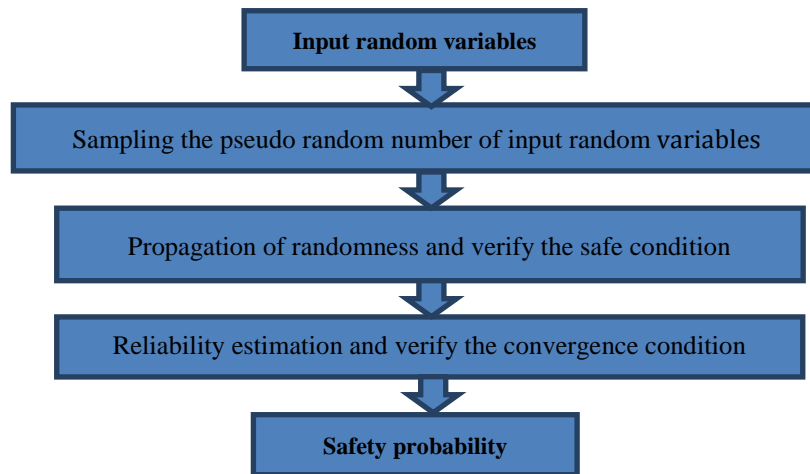 Input random variables
Sampling the pseudo random number of input random variables
Propagation of randomness and verify the safe condition
Reliability estimation and verify the convergence condition
Safety probability